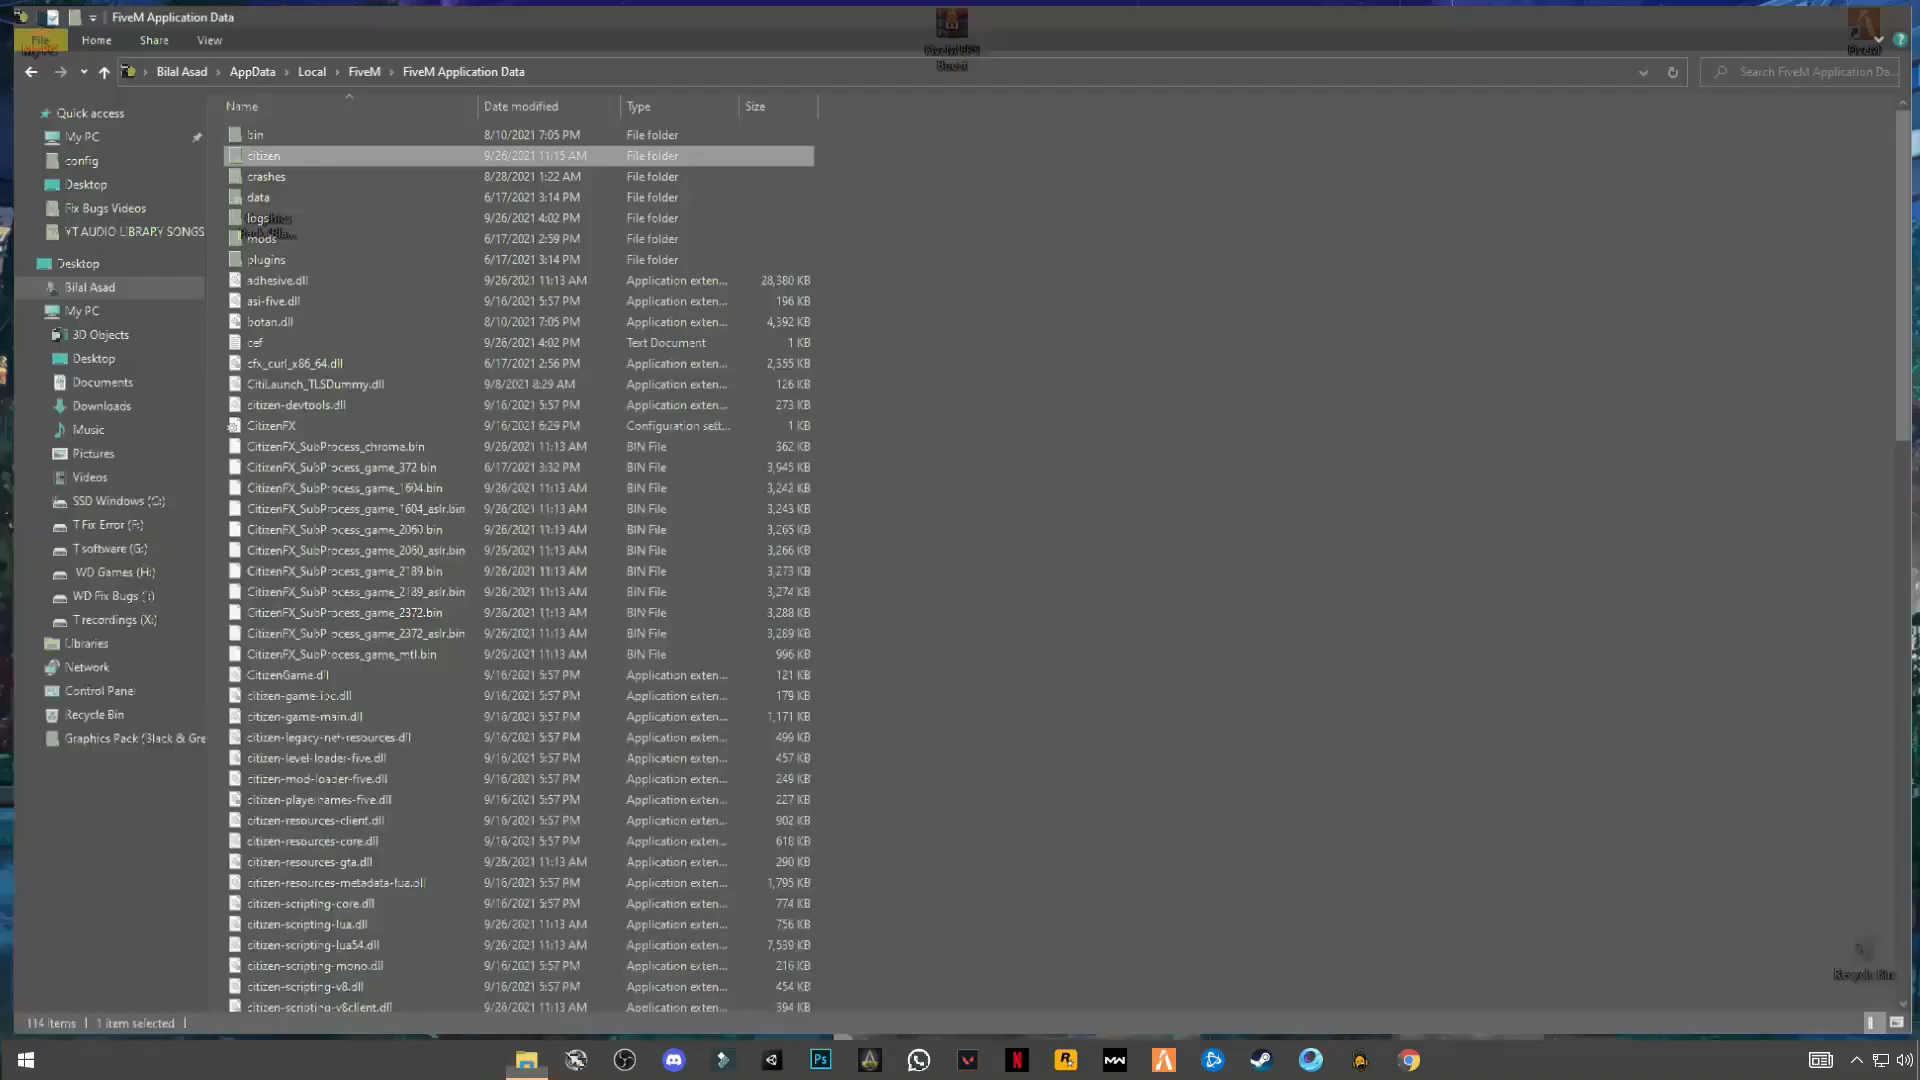 FiveM Application Data
File
Home
Share
View
My PC
FiveM FPS
Boost
FiveM
Bilal Asad
AppData
Local
FiveM
FiveM Application Data
Search FiveM Application Da...
Quick access
My PC
config
Desktop
Fix Bugs Videos
YT AUDIO LIBRARY SONGS
Desktop
Bilal Asad
My PC
3D Objects
Desktop
Documents
Downloads
Music
Pictures
Videos
SSD Windows (C:)
T Fix Error (F:)
T software (G:)
WD Games (H:)
WD Fix Bugs (I:)
T recordings (X:)
Libraries
Network
Control Panel
Recycle Bin
Graphics Pack (Black & Gre
Name Date modified Type Size
bin 8/10/2021 7:05 PM File folder
citizen 9/26/2021 11:15 AM File folder
crashes 8/28/2021 1:22 AM File folder
data 6/17/2021 3:14 PM File folder
logs 9/26/2021 4:02 PM File folder
mods 6/17/2021 2:59 PM File folder
plugins 6/17/2021 3:14 PM File folder
adhesive.dll 9/26/2021 11:13 AM Application exten... 28,380 KB
asi-five.dll 9/16/2021 5:57 PM Application exten... 196 KB
botan.dll 8/10/2021 7:05 PM Application exten... 4,392 KB
cef 9/26/2021 4:02 PM Text Document 1 KB
cfx_curl_x86_64.dll 6/17/2021 2:56 PM Application exten... 2,355 KB
CitiLaunch_TLSDummy.dll 9/8/2021 8:29 AM Application exten... 126 KB
citizen-devtools.dll 9/16/2021 5:57 PM Application exten... 273 KB
CitizenFX 9/16/2021 6:29 PM Configuration sett... 1 KB
CitizenFX_SubProcess_chrome.bin 9/26/2021 11:13 AM BIN File 362 KB
CitizenFX_SubProcess_game_372.bin 6/17/2021 3:32 PM BIN File 3,945 KB
CitizenFX_SubProcess_game_1604.bin 9/26/2021 11:13 AM BIN File 3,242 KB
CitizenFX_SubProcess_game_1604_aslr.bin 9/26/2021 11:13 AM BIN File 3,243 KB
CitizenFX_SubProcess_game_2060.bin 9/26/2021 11:13 AM BIN File 3,265 KB
CitizenFX_SubProcess_game_2060_aslr.bin 9/26/2021 11:13 AM BIN File 3,266 KB
CitizenFX_SubProcess_game_2189.bin 9/26/2021 11:13 AM BIN File 3,273 KB
CitizenFX_SubProcess_game_2189_aslr.bin 9/26/2021 11:13 AM BIN File 3,274 KB
CitizenFX_SubProcess_game_2372.bin 9/26/2021 11:13 AM BIN File 3,288 KB
CitizenFX_SubProcess_game_2372_aslr.bin 9/26/2021 11:13 AM BIN File 3,289 KB
CitizenFX_SubProcess_game_mtl.bin 9/26/2021 11:13 AM BIN File 996 KB
CitizenGame.dll 9/16/2021 5:57 PM Application exten... 121 KB
citizen-game-ipc.dll 9/16/2021 5:57 PM Application exten... 179 KB
citizen-game-main.dll 9/16/2021 5:57 PM Application exten... 1,171 KB
citizen-legacy-net-resources.dll 9/16/2021 5:57 PM Application exten... 499 KB
citizen-level-loader-five.dll 9/16/2021 5:57 PM Application exten... 457 KB
citizen-mod-loader-five.dll 9/16/2021 5:57 PM Application exten... 249 KB
citizen-playernames-five.dll 9/16/2021 5:57 PM Application exten... 227 KB
citizen-resources-client.dll 9/16/2021 5:57 PM Application exten... 902 KB
citizen-resources-core.dll 9/16/2021 5:57 PM Application exten... 618 KB
citizen-resources-gta.dll 9/26/2021 11:13 AM Application exten... 290 KB
citizen-resources-metadata-lua.dll 9/16/2021 5:57 PM Application exten... 1,795 KB
citizen-scripting-core.dll 9/16/2021 5:57 PM Application exten... 774 KB
citizen-scripting-lua.dll 9/26/2021 11:13 AM Application exten... 756 KB
citizen-scripting-lua54.dll 9/26/2021 11:13 AM Application exten... 7,539 KB
citizen-scripting-mono.dll 9/16/2021 5:57 PM Application exten... 216 KB
citizen-scripting-v8.dll 9/16/2021 5:57 PM Application exten... 454 KB
citizen-scripting-v8client.dll 9/26/2021 11:13 AM Application exten... 394 KB
Recycle Bin
114 items 1 item selected
Ps
MW